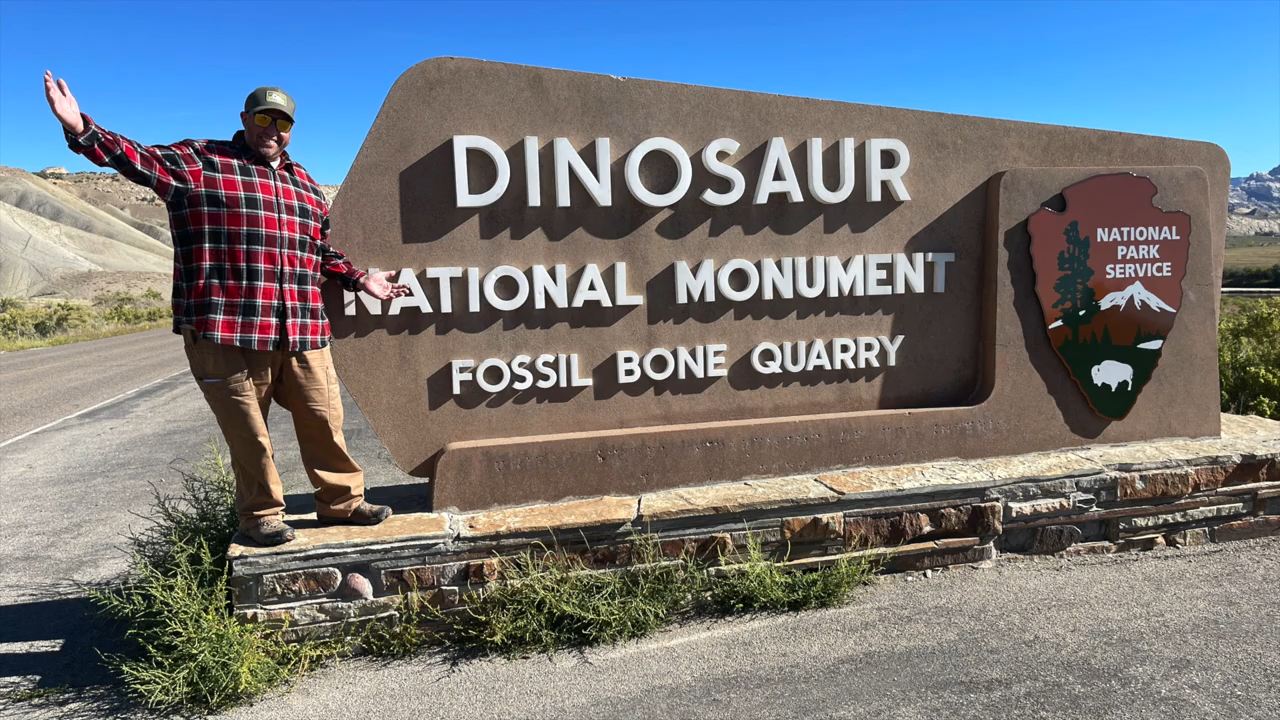 DINOSAUR
NATIONAL MONUMENT
FOSSIL BONE QUARRY
NATIONAL
PARK
SERVICE